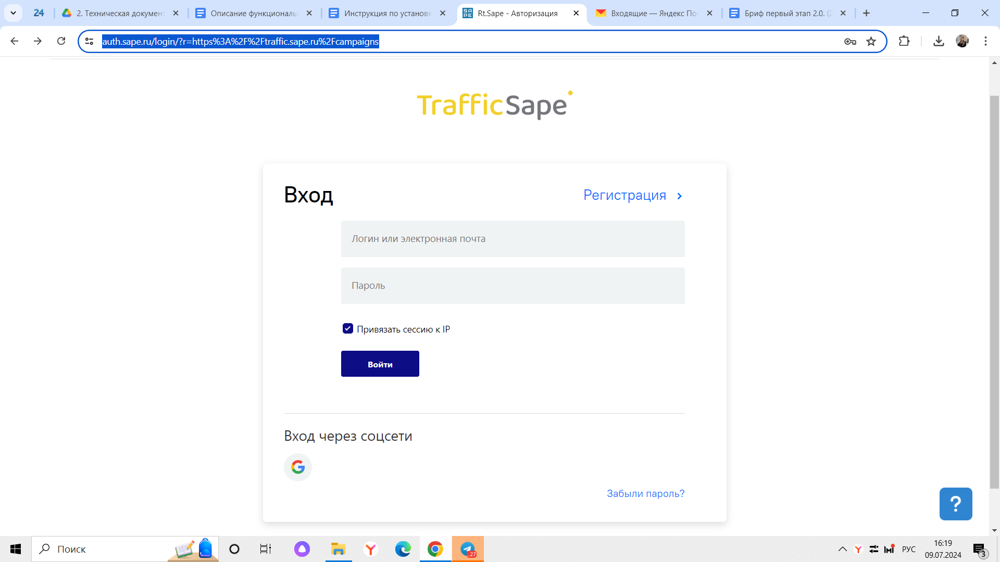 24
2. Техническая документ
Описание функциональ
Инструкция по установк
Rt.Sape - Авторизация
Входящие — Яндекс По
Бриф первый этап 2.0. (
auth.sape.ru/login/?r=https%3A%2F%2Ftraffic.sape.ru%2Fcampaigns
TrafficSape
Вход
Регистрация
Логин или электронная почта
Пароль
Привязать сессию к IP
Войти
Вход через соцсети
Забыли пароль?
?
Поиск
..27
РУС
16:19
09.07.2024
3